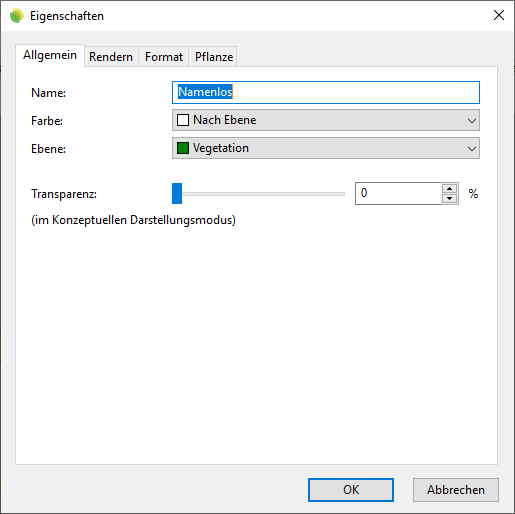 Eigenschaften
Allgemein Rendern Format Pflanze
Name: Namenlos
Farbe: Nach Ebene
Ebene: Vegetation
Transparenz: 0 %
(im Konzeptuellen Darstellungsmodus)
OK Abbrechen